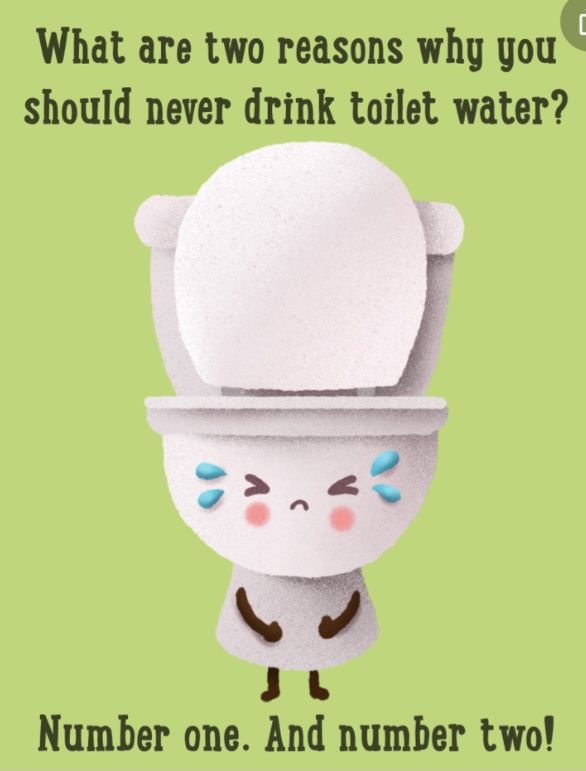 What are two reasons why you
should never drink toilet water?
Number one. And number two!